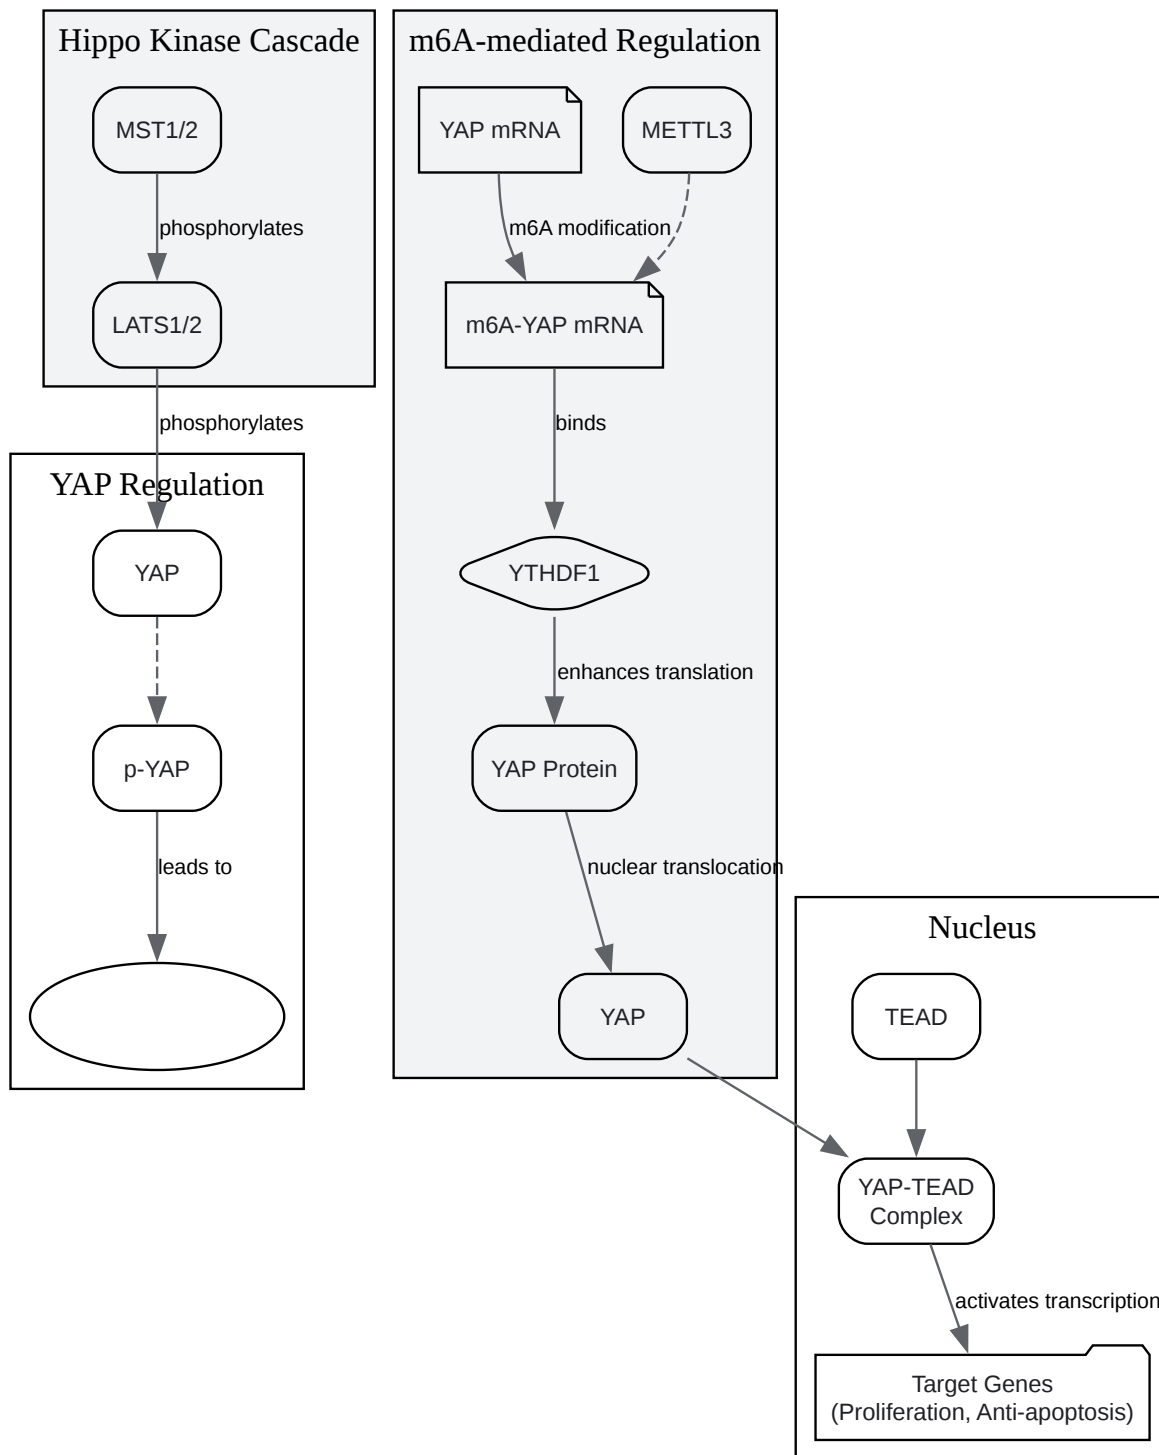 Hippo Kinase Cascade
MST1/2
phosphorylates
LATS1/2
phosphorylates
YAP Regulation
YAP
p-YAP
leads to
m6A-mediated Regulation
YAP mRNA
METTL3
m6A modification
m6A-YAP mRNA
binds
YTHDF1
enhances translation
YAP Protein
nuclear translocation
YAP
Nucleus
TEAD
YAP-TEAD
Complex
activates transcription
Target Genes
(Proliferation, Anti-apoptosis)